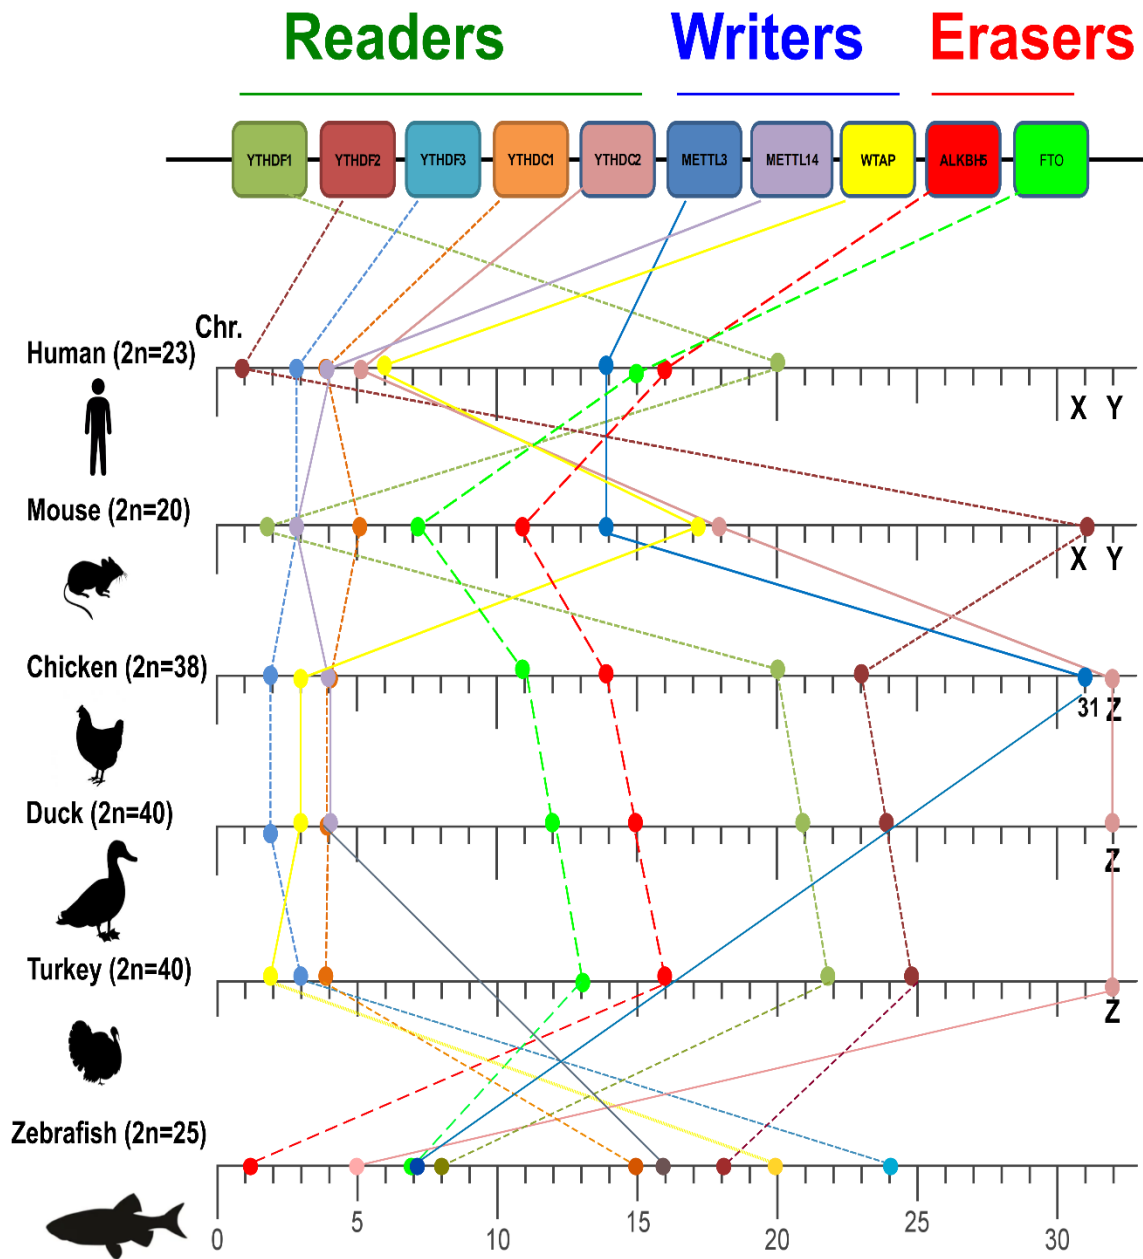 Readers Writers Erasers
YTHDF1 YTHDF2 YTHDF3 YTHDC1 YTHDC2 METTL3 METTL14 WTAP ALKBH5 FTO
Chr.
Human (2n=23)
X Y
Mouse (2n=20)
X Y
Chicken (2n=38)
31 Z
Duck (2n=40)
Z
Turkey (2n=40)
Z
Zebrafish (2n=25)
0 5 10 15 20 25 30